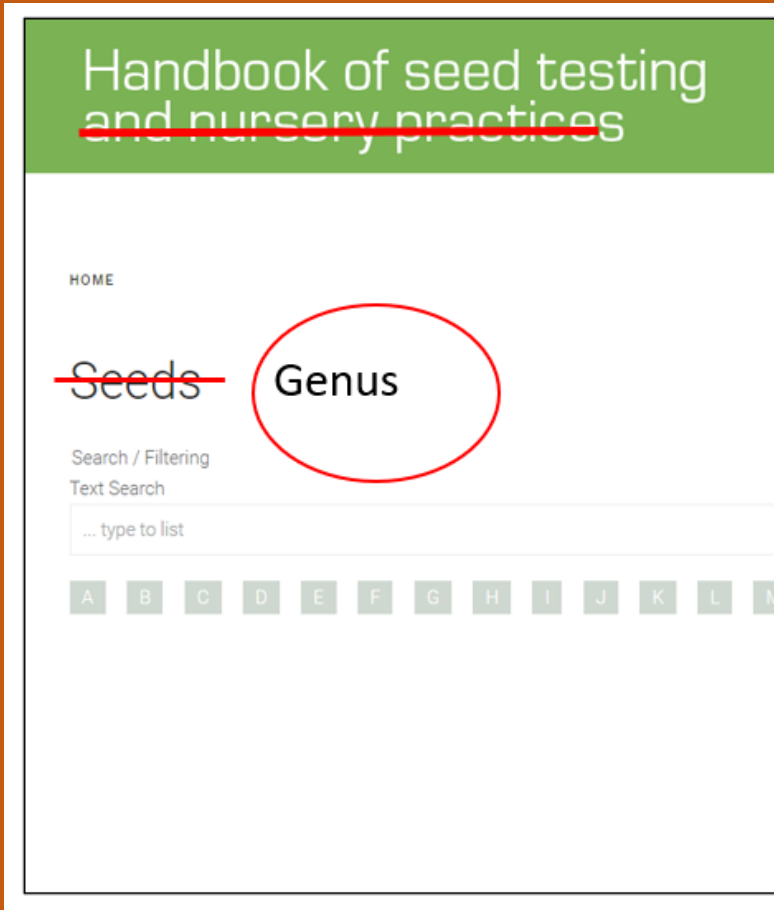 Handbook of seed testing
and nursery practices
HOME
Seeds Genus
Search / Filtering
Text Search
... type to list
A B C D E F G H I J K L M